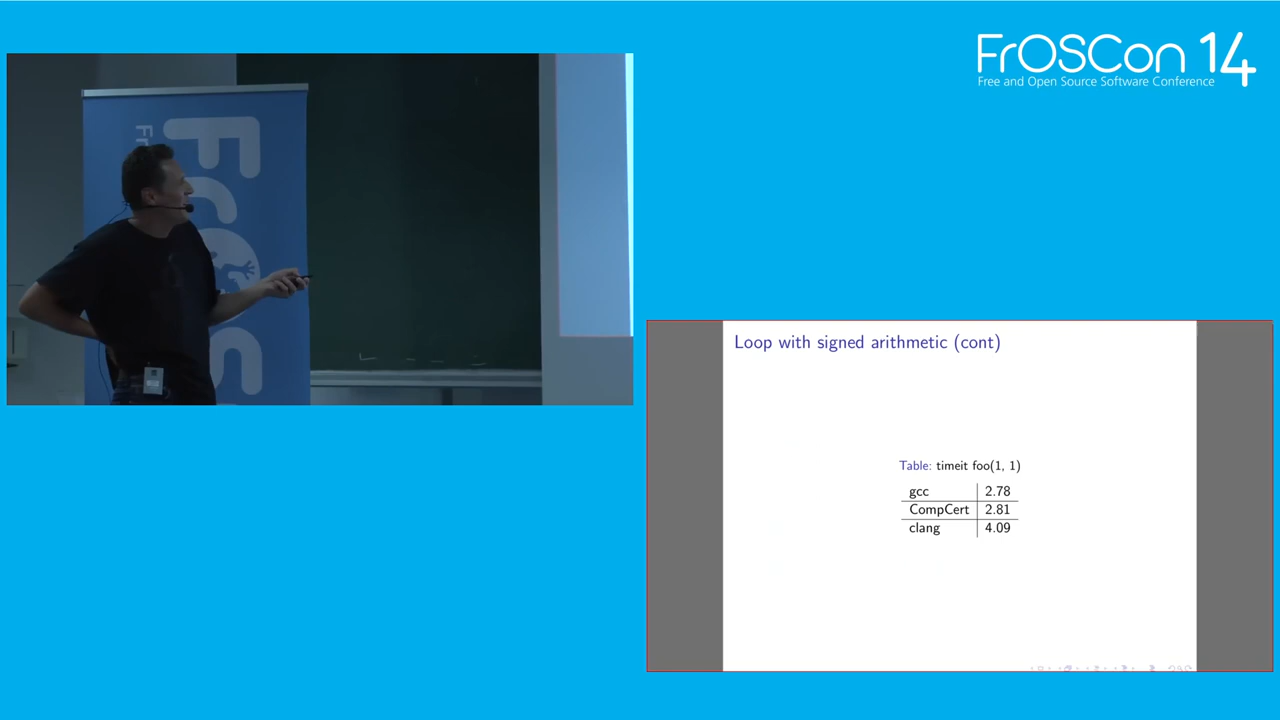 FrOSCon 14
Free and Open Source Software Conference
FrOSC
Loop with signed arithmetic (cont)
Table: timeit foo(1, 1)
gcc 2.78
CompCert 2.81
clang 4.09